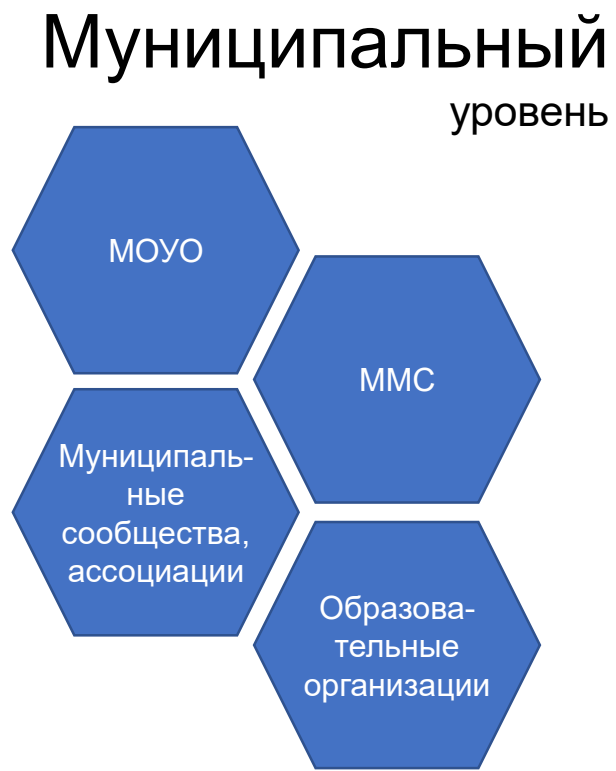 Муниципальный
уровень
МОУО
ММС
Муниципаль-
ные
сообщества,
ассоциации
Образова-
тельные
организации